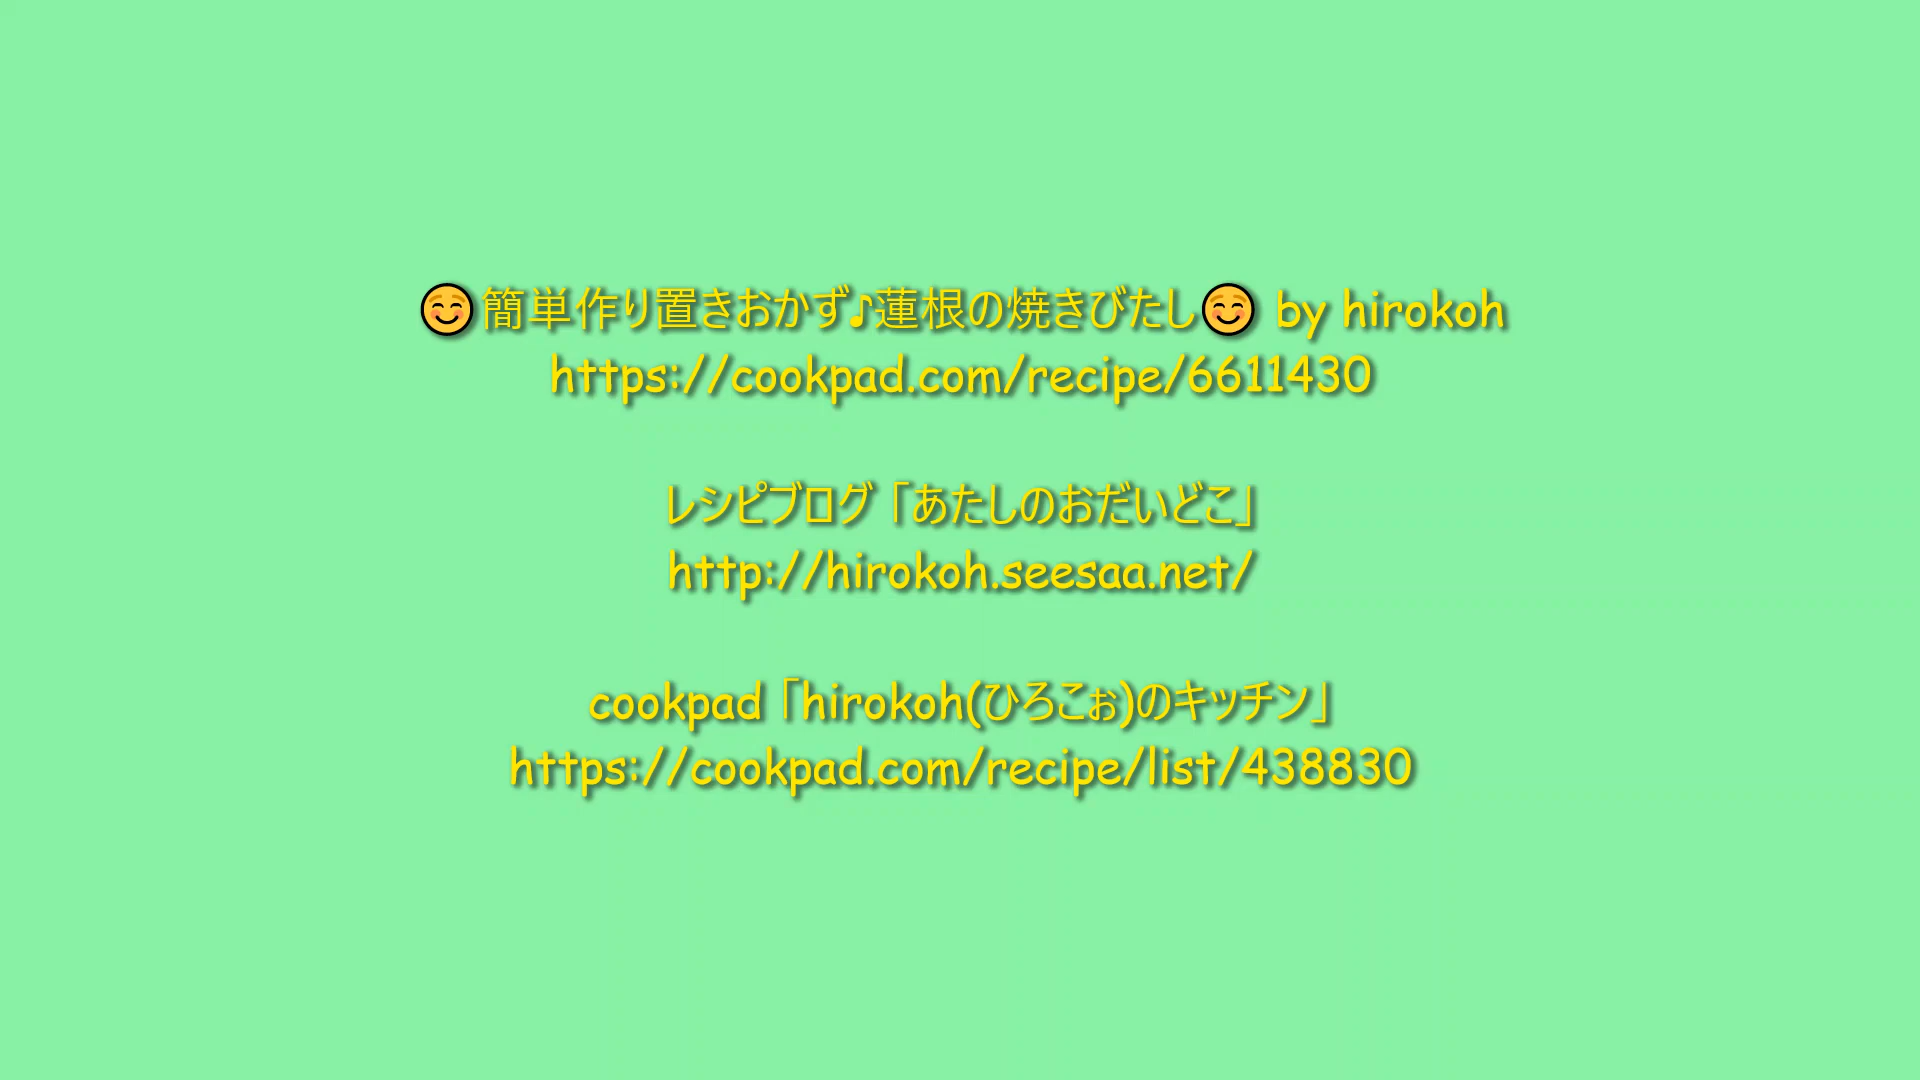 😊簡単作り置きおかず♪蓮根の焼きびたし😊 by hirokoh
https://cookpad.com/recipe/6611430
レシピブログ「あたしのおだいどこ」
http://hirokoh.seesaa.net/
cookpad「hirokoh(ひろこぉ)のキッチン」
https://cookpad.com/recipe/list/438830